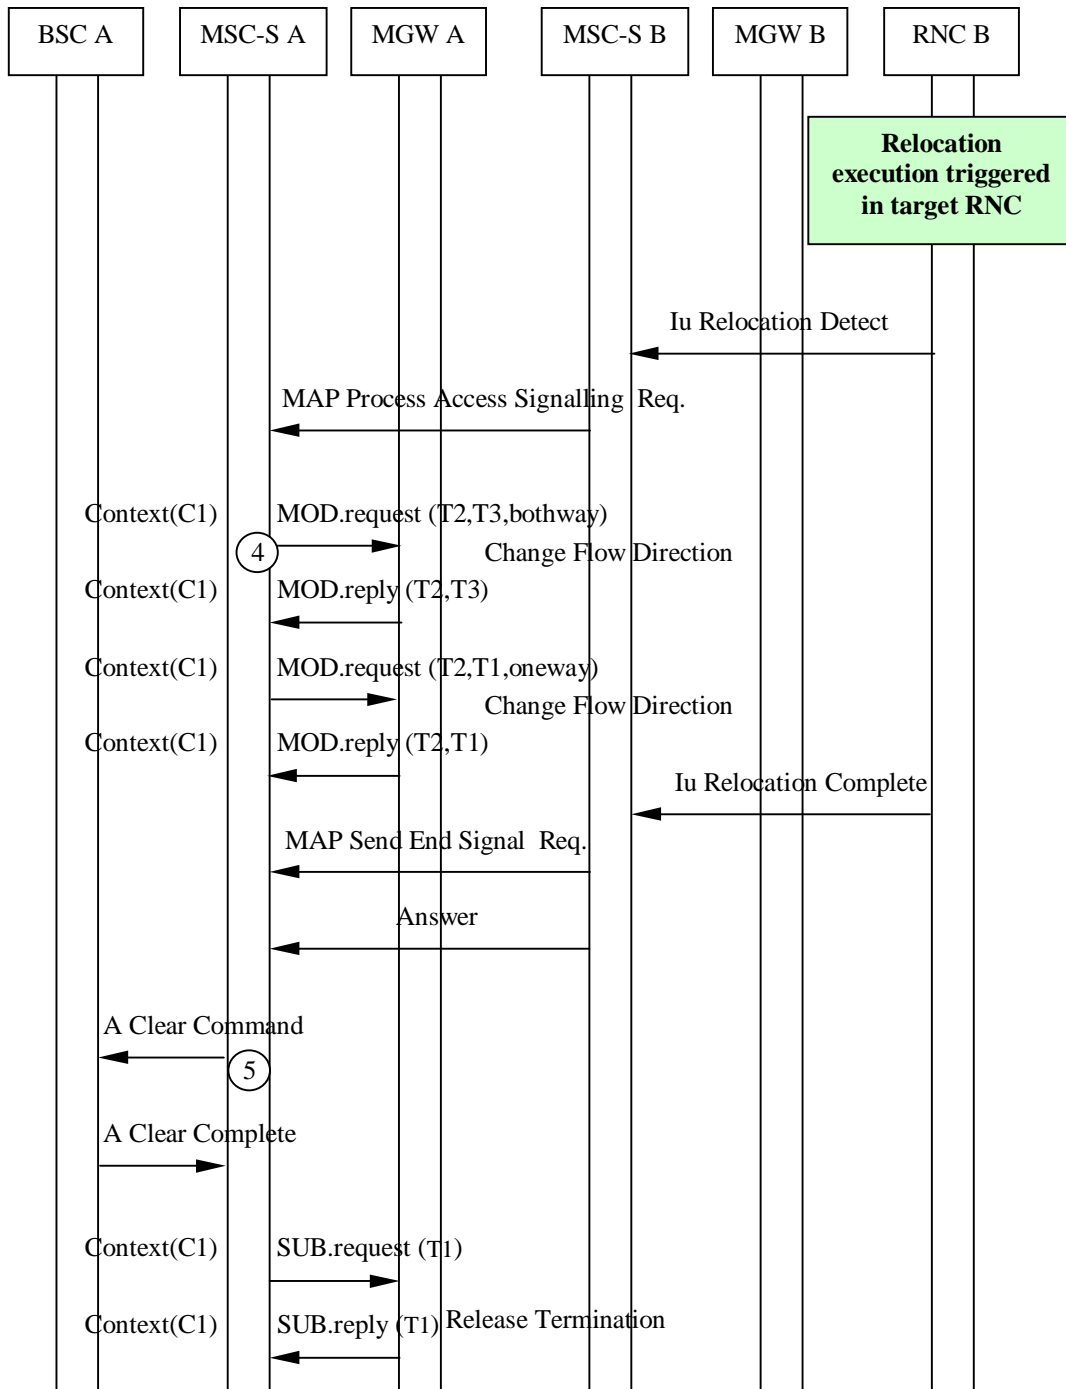 BSC A
MSC-S A
MGW A
MSC-S B
MGW B
RNC B
Relocation
execution triggered
in target RNC
Iu Relocation Detect
MAP Process Access Signalling Req.
Context(C1)
MOD.request (T2,T3,bothway)
4
Change Flow Direction
Context(C1)
MOD.reply (T2,T3)
Context(C1)
MOD.request (T2,T1,oneway)
Change Flow Direction
Context(C1)
MOD.reply (T2,T1)
Iu Relocation Complete
MAP Send End Signal Req.
Answer
A Clear Command
5
A Clear Complete
Context(C1)
SUB.request (T1)
Context(C1)
SUB.reply (T1)
Release Termination